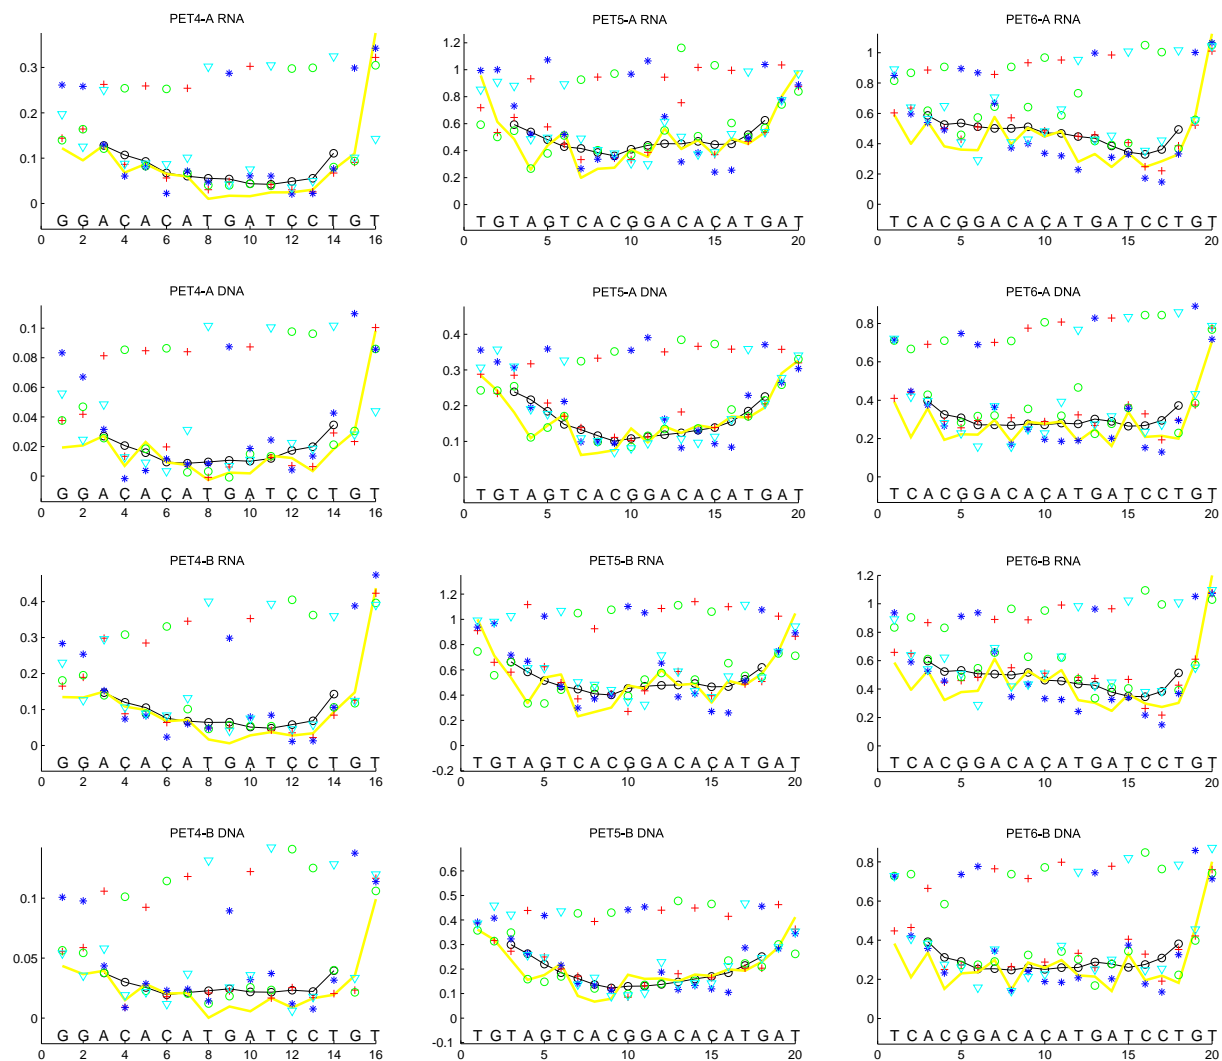 PET4-A RNA
0.3
0.2
0.1
0
G G A C A C A T G A T C C T G T
0 2 4 6 8 10 12 14 16
PET5-A RNA
1.2
1
0.8
0.6
0.4
0.2
0
T G T A G T C A C G G A C A C A T G A T
0 5 10 15 20
PET6-A RNA
1
0.8
0.6
0.4
0.2
0
T C A C G G A C A C A T G A T C C T G T
0 5 10 15 20
PET4-A DNA
0.1
0.08
0.06
0.04
0.02
0
G G A C A C A T G A T C C T G T
0 2 4 6 8 10 12 14 16
PET5-A DNA
0.4
0.3
0.2
0.1
0
T G T A G T C A C G G A C A C A T G A T
0 5 10 15 20
PET6-A DNA
0.8
0.6
0.4
0.2
0
T C A C G G A C A C A T G A T C C T G T
0 5 10 15 20
PET4-B RNA
0.4
0.3
0.2
0.1
0
G G A C A C A T G A T C C T G T
0 2 4 6 8 10 12 14 16
PET5-B RNA
1.2
1
0.8
0.6
0.4
0.2
0
-0.2
T G T A G T C A C G G A C A C A T G A T
0 5 10 15 20
PET6-B RNA
1.2
1
0.8
0.6
0.4
0.2
0
T C A C G G A C A C A T G A T C C T G T
0 5 10 15 20
PET4-B DNA
0.1
0.05
0
G G A C A C A T G A T C C T G T
0 2 4 6 8 10 12 14 16
PET5-B DNA
0.6
0.5
0.4
0.3
0.2
0.1
0
-0.1
T G T A G T C A C G G A C A C A T G A T
0 5 10 15 20
PET6-B DNA
0.8
0.6
0.4
0.2
0
T C A C G G A C A C A T G A T C C T G T
0 5 10 15 20